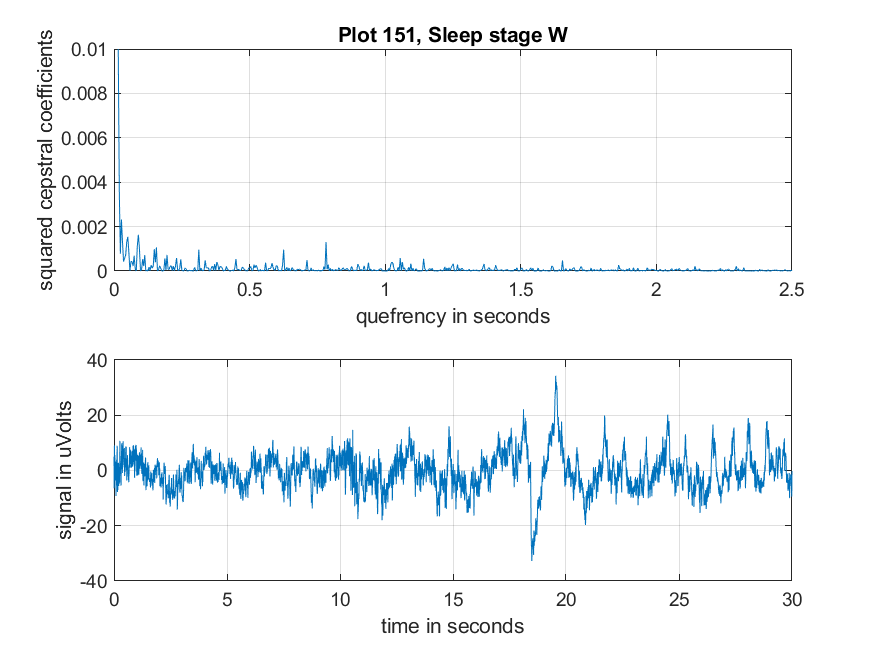 Plot 151, Sleep stage W
squared cepstral coefficients
0.01
0.008
0.006
0.004
0.002
0
0 0.5 1 1.5 2 2.5
quefrency in seconds
signal in uVolts
40
20
0
-20
-40
0 5 10 15 20 25 30
time in seconds